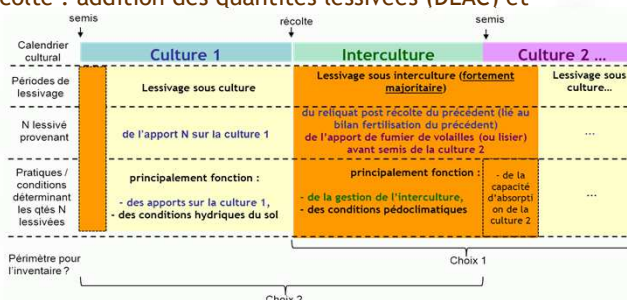 récolte : addition des quantités lessivées (DEAC) et
semis
récolte
semis
Calendrier
cultural
Culture 1
Interculture
Culture 2 ...
Périodes de
lessivage
Lessivage sous culture
Lessivage sous interculture (fortement
majoritaire)
Lessivage sous
culture...
N lessivé
provenant
de l'apport N sur la culture 1
du reliquat post récolte du précédent (lié au
bilan fertilisation du précédent)
de l'apport de fumier de volailles (ou lisier)
avant semis de la culture 2
...
Pratiques /
conditions
déterminant
les qtés N
lessivées
principalement fonction :
- des apports sur la culture 1,
- des conditions hydriques du sol
principalement fonction :
- de la gestion de l'interculture,
- des conditions pédoclimatiques
- de la
capacité
d'absorpti
on de la
culture 2
...
Périmètre pour
l'inventaire ?
Choix 1
Choix 2